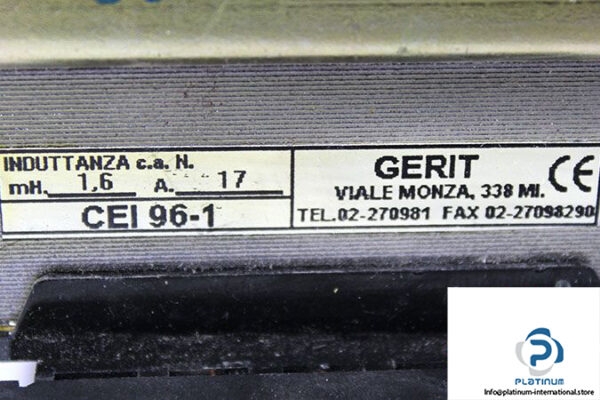 INDUTTANZA c.a. N.
mH. 1,6 A. 17
CEI 96-1
GERIT
VIALE MONZA, 338 MI.
CE
TEL.02-270981 FAX 02-27098290
P
PLATINUM
Info@platinum-international.store